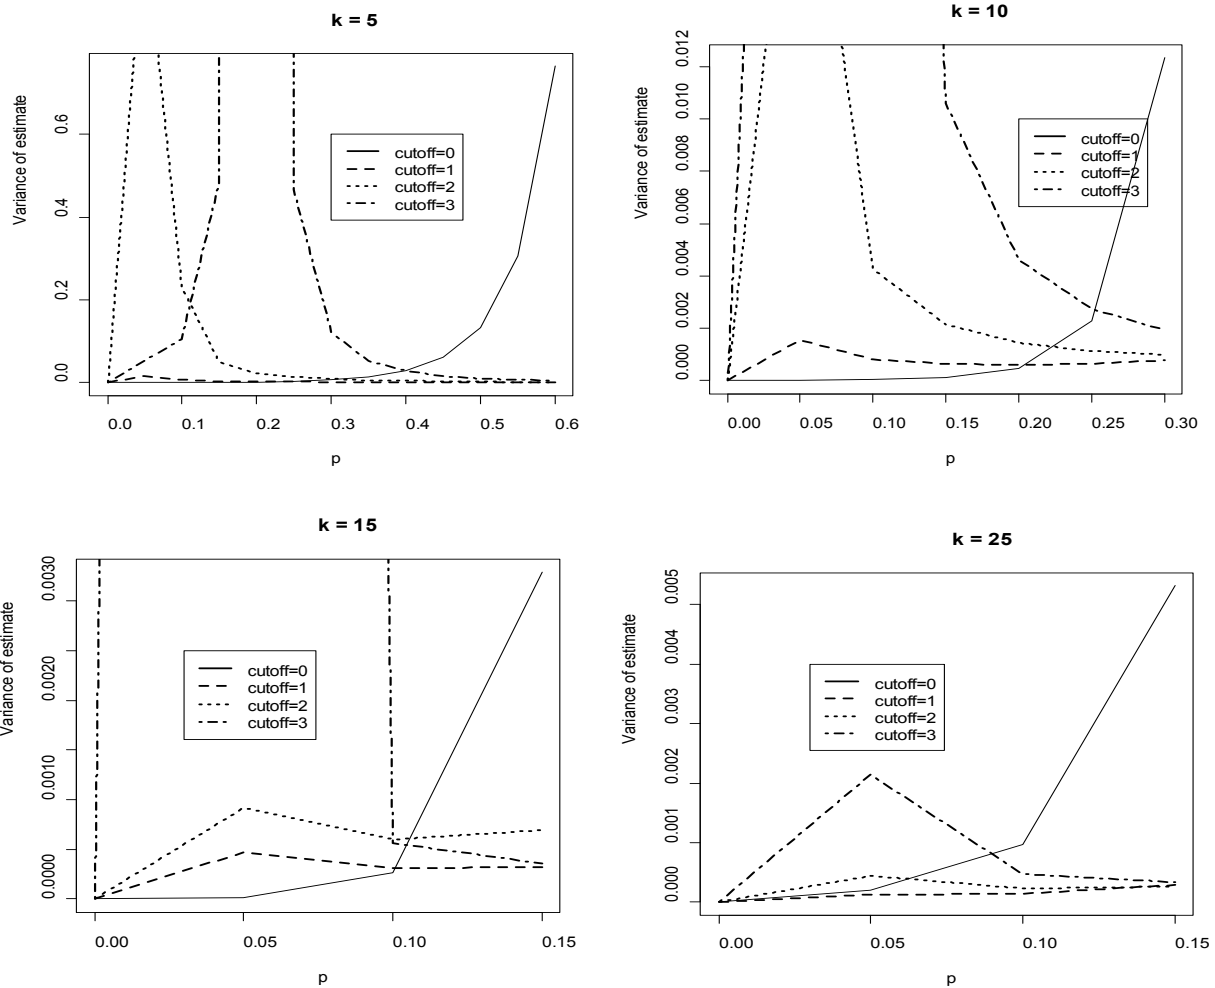 k = 5
Variance of estimate
0.0 0.2 0.4 0.6
cutoff=0
cutoff=1
cutoff=2
cutoff=3
0.0 0.1 0.2 0.3 0.4 0.5 0.6
p
k = 10
Variance of estimate
0.000 0.002 0.004 0.006 0.008 0.010 0.012
cutoff=0
cutoff=1
cutoff=2
cutoff=3
0.00 0.05 0.10 0.15 0.20 0.25 0.30
p
k = 15
Variance of estimate
0.0000 0.0010 0.0020 0.0030
cutoff=0
cutoff=1
cutoff=2
cutoff=3
0.00 0.05 0.10 0.15
p
k = 25
Variance of estimate
0.000 0.001 0.002 0.003 0.004 0.005
cutoff=0
cutoff=1
cutoff=2
cutoff=3
0.00 0.05 0.10 0.15
p